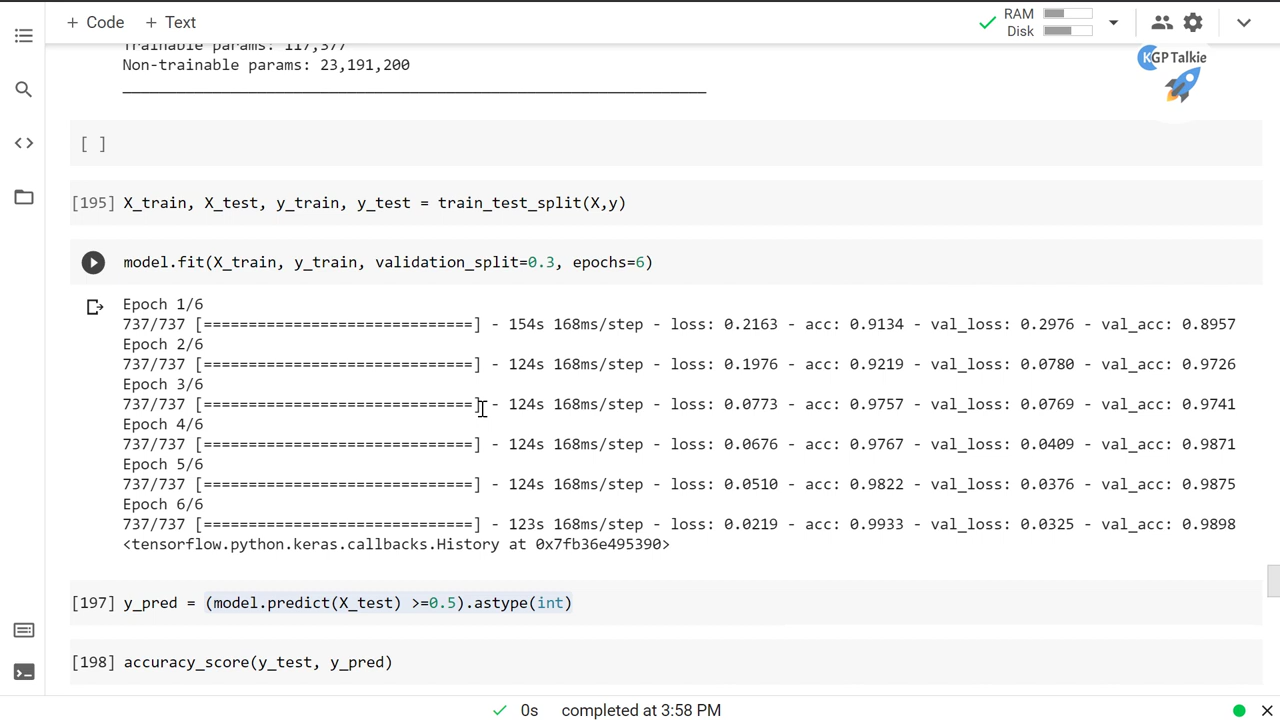 + Code + Text
RAM
Disk
KGP Talkie
Trainable params: 117,377
Non-trainable params: 23,191,200
[ ]
[195] X_train, X_test, y_train, y_test = train_test_split(X,y)
model.fit(X_train, y_train, validation_split=0.3, epochs=6)
Epoch 1/6
737/737 [==============================] - 154s 168ms/step - loss: 0.2163 - acc: 0.9134 - val_loss: 0.2976 - val_acc: 0.8957
Epoch 2/6
737/737 [==============================] - 124s 168ms/step - loss: 0.1976 - acc: 0.9219 - val_loss: 0.0780 - val_acc: 0.9726
Epoch 3/6
737/737 [==============================] - 124s 168ms/step - loss: 0.0773 - acc: 0.9757 - val_loss: 0.0769 - val_acc: 0.9741
Epoch 4/6
737/737 [==============================] - 124s 168ms/step - loss: 0.0676 - acc: 0.9767 - val_loss: 0.0409 - val_acc: 0.9871
Epoch 5/6
737/737 [==============================] - 124s 168ms/step - loss: 0.0510 - acc: 0.9822 - val_loss: 0.0376 - val_acc: 0.9875
Epoch 6/6
737/737 [==============================] - 123s 168ms/step - loss: 0.0219 - acc: 0.9933 - val_loss: 0.0325 - val_acc: 0.9898
<tensorflow.python.keras.callbacks.History at 0x7fb36e495390>
[197] y_pred = (model.predict(X_test) >=0.5).astype(int)
[198] accuracy_score(y_test, y_pred)
0s completed at 3:58 PM